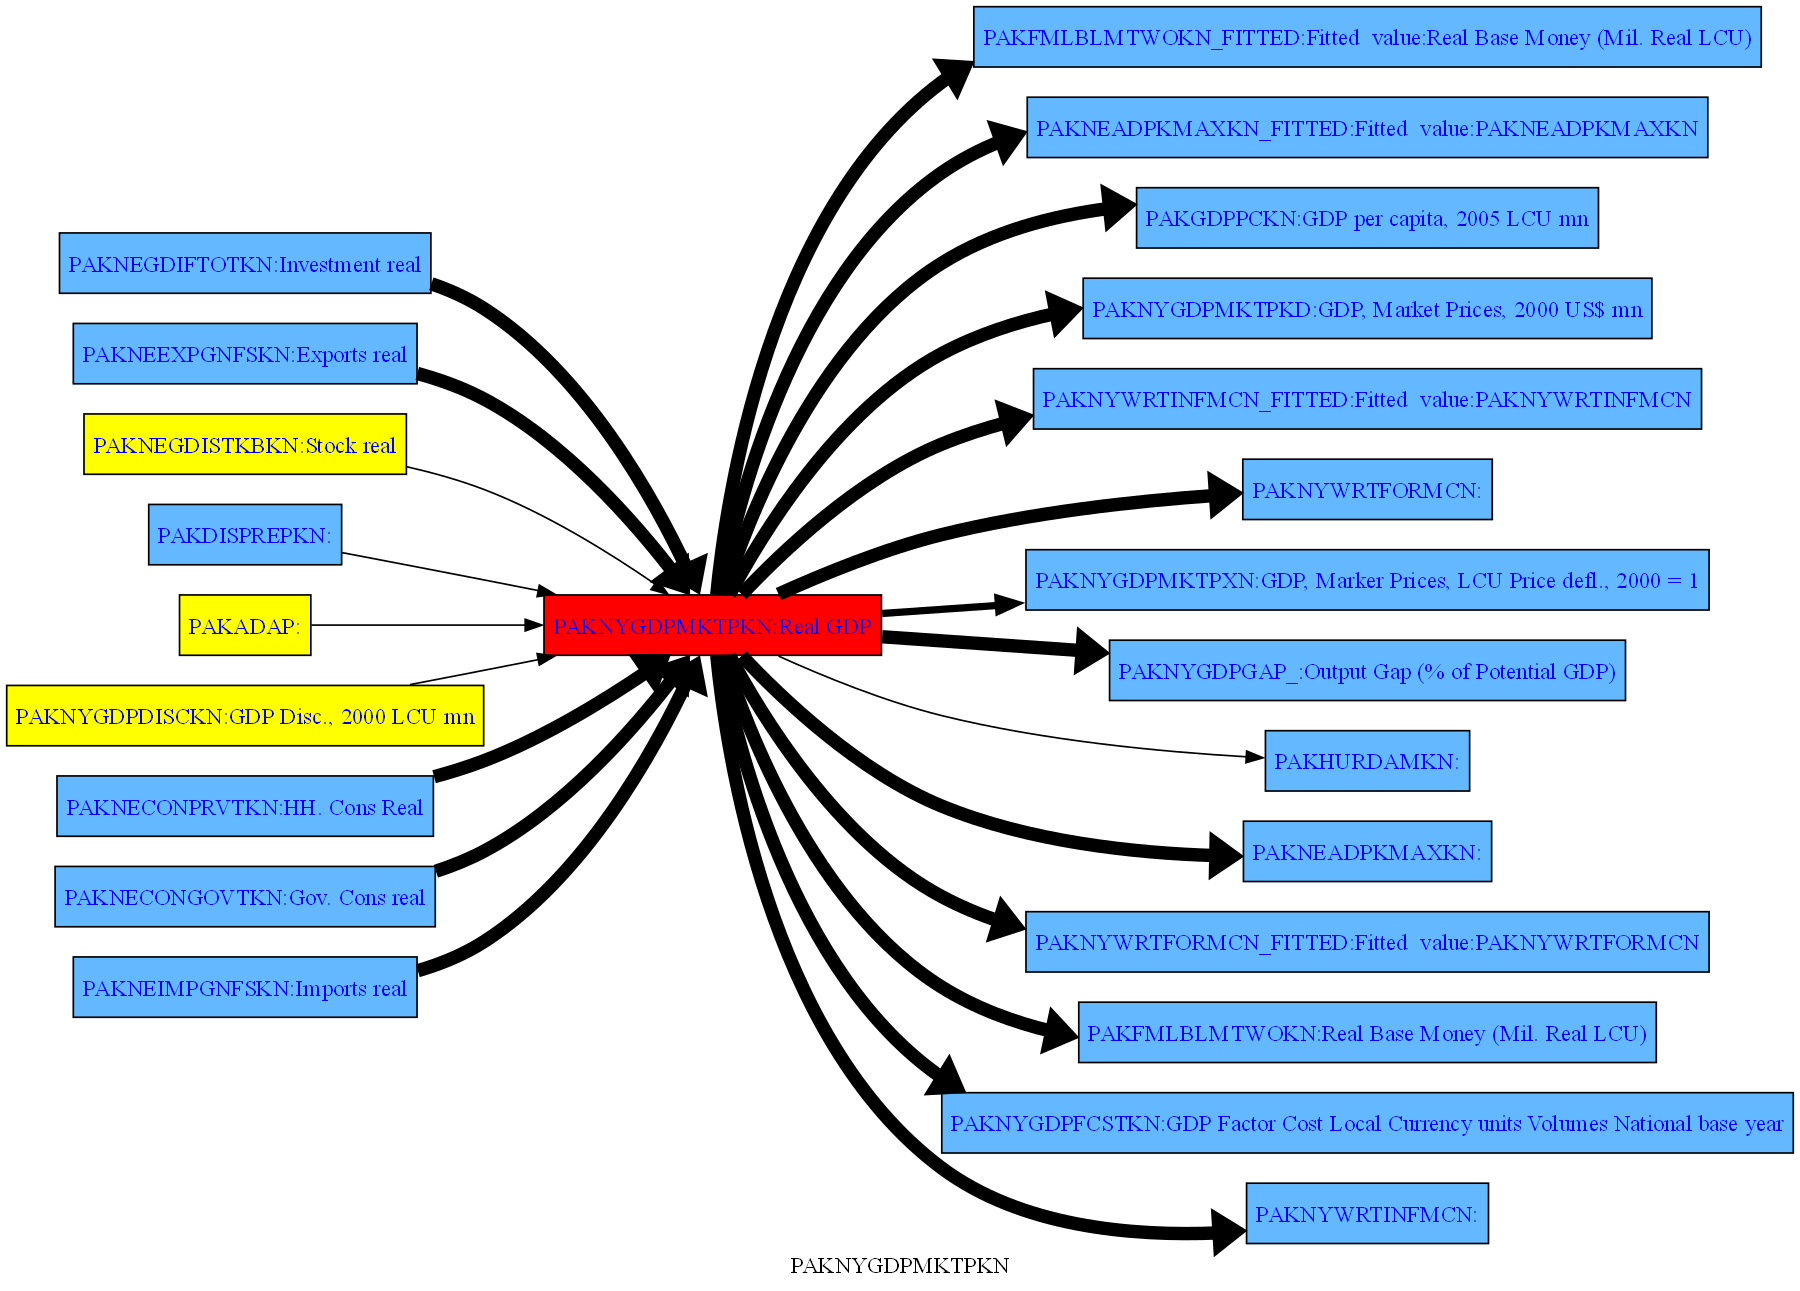 PAKFMLBLMTWOKN_FITTED:Fitted  value:Real Base Money (Mil. Real LCU)
PAKNEADPKMAXKN_FITTED:Fitted  value:PAKNEADPKMAXKN
PAKGDPPCKN:GDP per capita, 2005 LCU mn
PAKNEGDIFTOTKN:Investment real
PAKNYGDPMKTPKD:GDP, Market Prices, 2000 US$ mn
PAKNEEXPGNFSKN:Exports real
PAKNYWRTINFMCN_FITTED:Fitted  value:PAKNYWRTINFMCN
PAKNEGDISTKBKN:Stock real
PAKNYWRTFORMCN:
PAKDISPREPKN:
PAKNYGDPMKTPXN:GDP, Marker Prices, LCU Price defl., 2000 = 1
PAKADAP:
PAKNYGDPMKTPKN:Real GDP
PAKNYGDPGAP_:Output Gap (% of Potential GDP)
PAKNYGDPDISCKN:GDP Disc., 2000 LCU mn
PAKHURDAMKN:
PAKNECONPRVTKN:HH. Cons Real
PAKNEADPKMAXKN:
PAKNECONGOVTKN:Gov. Cons real
PAKNYWRTFORMCN_FITTED:Fitted  value:PAKNYWRTFORMCN
PAKNEIMPGNFSKN:Imports real
PAKFMLBLMTWOKN:Real Base Money (Mil. Real LCU)
PAKNYGDPFCSTKN:GDP Factor Cost Local Currency units Volumes National base year
PAKNYWRTINFMCN:
PAKNYGDPMKTPKN